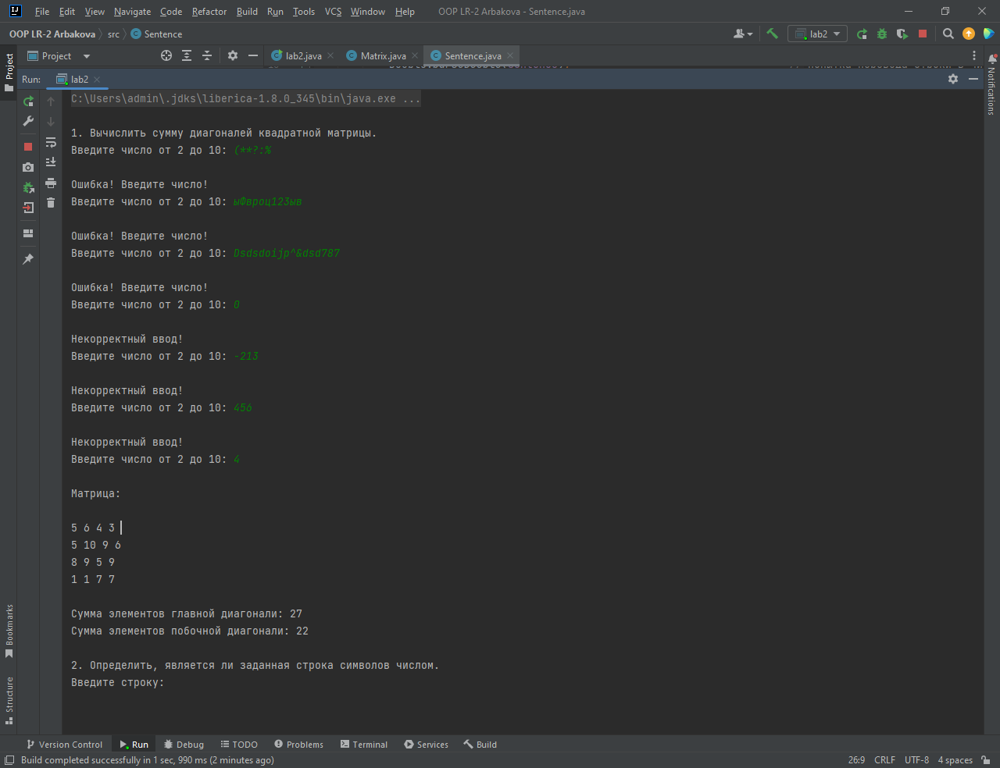 File Edit View Navigate Code Refactor Build Run Tools VCS Window Help OOP LR-2 Arbakova - Sentence.java
OOP LR-2 Arbakova src Sentence lab2
Project lab2.java Matrix.java Sentence.java
Run: lab2
C:\Users\admin\.jdks\liberica-1.8.0_345\bin\java.exe ...
1. Вычислить сумму диагоналей квадратной матрицы.
Введите число от 2 до 10: (**?:%
Ошибка! Введите число!
Введите число от 2 до 10: ыФвроц123ыв
Ошибка! Введите число!
Введите число от 2 до 10: Dsdsdoijp^&dsd787
Ошибка! Введите число!
Введите число от 2 до 10: 0
Некорректный ввод!
Введите число от 2 до 10: -213
Некорректный ввод!
Введите число от 2 до 10: 456
Некорректный ввод!
Введите число от 2 до 10: 4
Матрица:
5 6 4 3
5 10 9 6
8 9 5 9
1 1 7 7
Сумма элементов главной диагонали: 27
Сумма элементов побочной диагонали: 22
2. Определить, является ли заданная строка символов числом.
Введите строку:
Project
Bookmarks
Structure
Notifications
Version Control Run Debug TODO Problems Terminal Services Build
Build completed successfully in 1 sec, 990 ms (2 minutes ago) 26:9 CRLF UTF-8 4 spaces